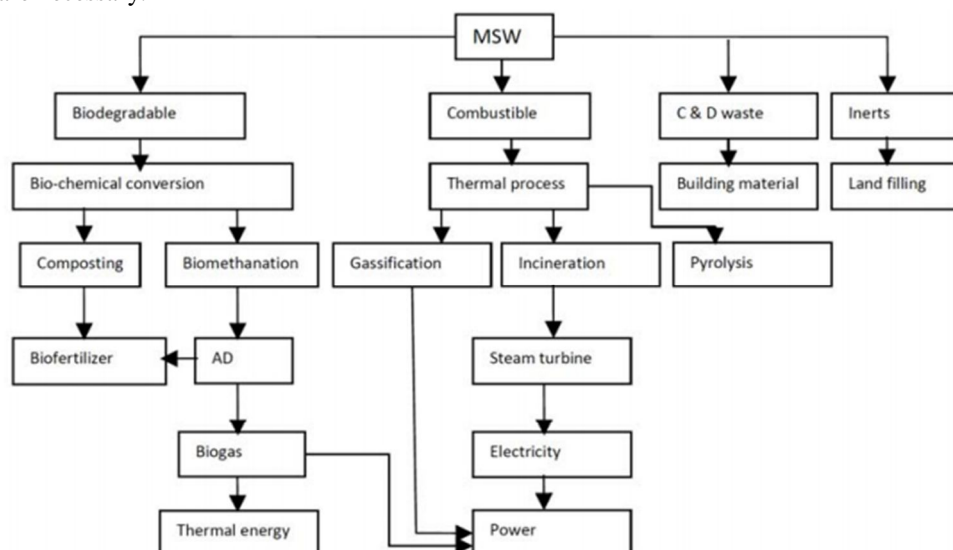 MSW
Biodegradable
Combustible
C & D waste
Inerts
Bio-chemical conversion
Thermal process
Building material
Land filling
Composting
Biomethanation
Gassification
Incineration
Pyrolysis
Biofertilizer
AD
Steam turbine
Biogas
Electricity
Thermal energy
Power